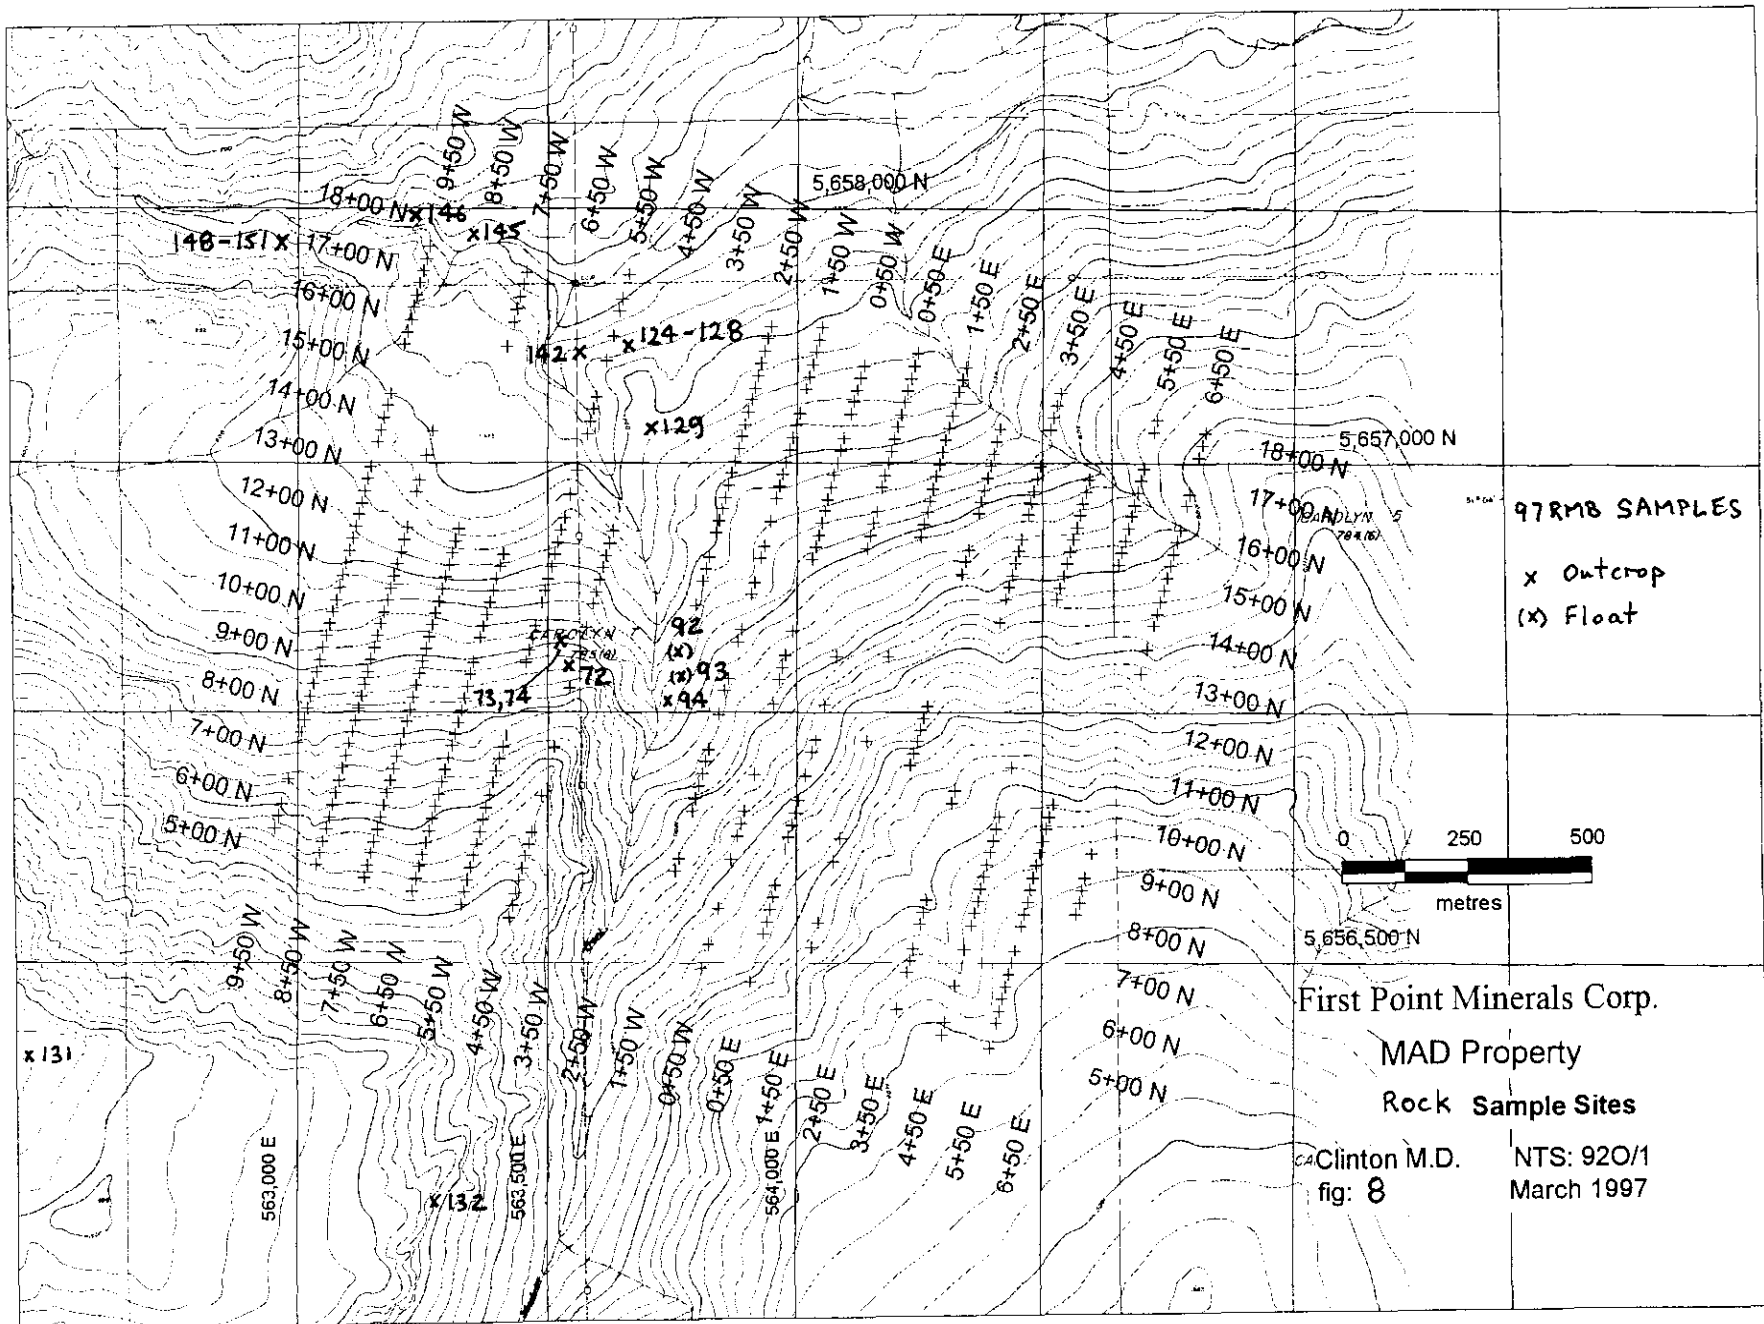 9+50 W
8+50 W
7+50 W
6+50 W
5+50 W
4+50 W
3+50 W
2+50 W
1+50 W
0+50 W
0+50 E
1+50 E
2+50 E
3+50 E
4+50 E
5+50 E
6+50 E
5,658,000 N
18+00 N x146
x145
148-151 x 17+00 N
16+00 N
15+00 N
142 x
x 124-128
14+00 N
x129
13+00 N
12+00 N
11+00 N
10+00 N
9+00 N
8+00 N
7+00 N
6+00 N
5+00 N
92
(x)
(x) 93
x 94
x 72
73,74
5,657,000 N
18+00 N
17+00 N
784(6)
16+00 N
15+00 N
14+00 N
13+00 N
12+00 N
11+00 N
10+00 N
9+00 N
8+00 N
7+00 N
6+00 N
5+00 N
97RMB SAMPLES
x Outcrop
(x) Float
0 250 500
metres
5,656,500 N
9+50 W
8+50 W
7+50 W
6+50 W
5+50 W
4+50 W
3+50 W
2+50 W
1+50 W
0+50 W
0+50 E
1+50 E
2+50 E
3+50 E
4+50 E
5+50 E
6+50 E
x 131
x 132
563,000 E
563,500 E
564,000 E
First Point Minerals Corp.
MAD Property
Rock Sample Sites
Clinton M.D. NTS: 92O/1
fig: 8 March 1997